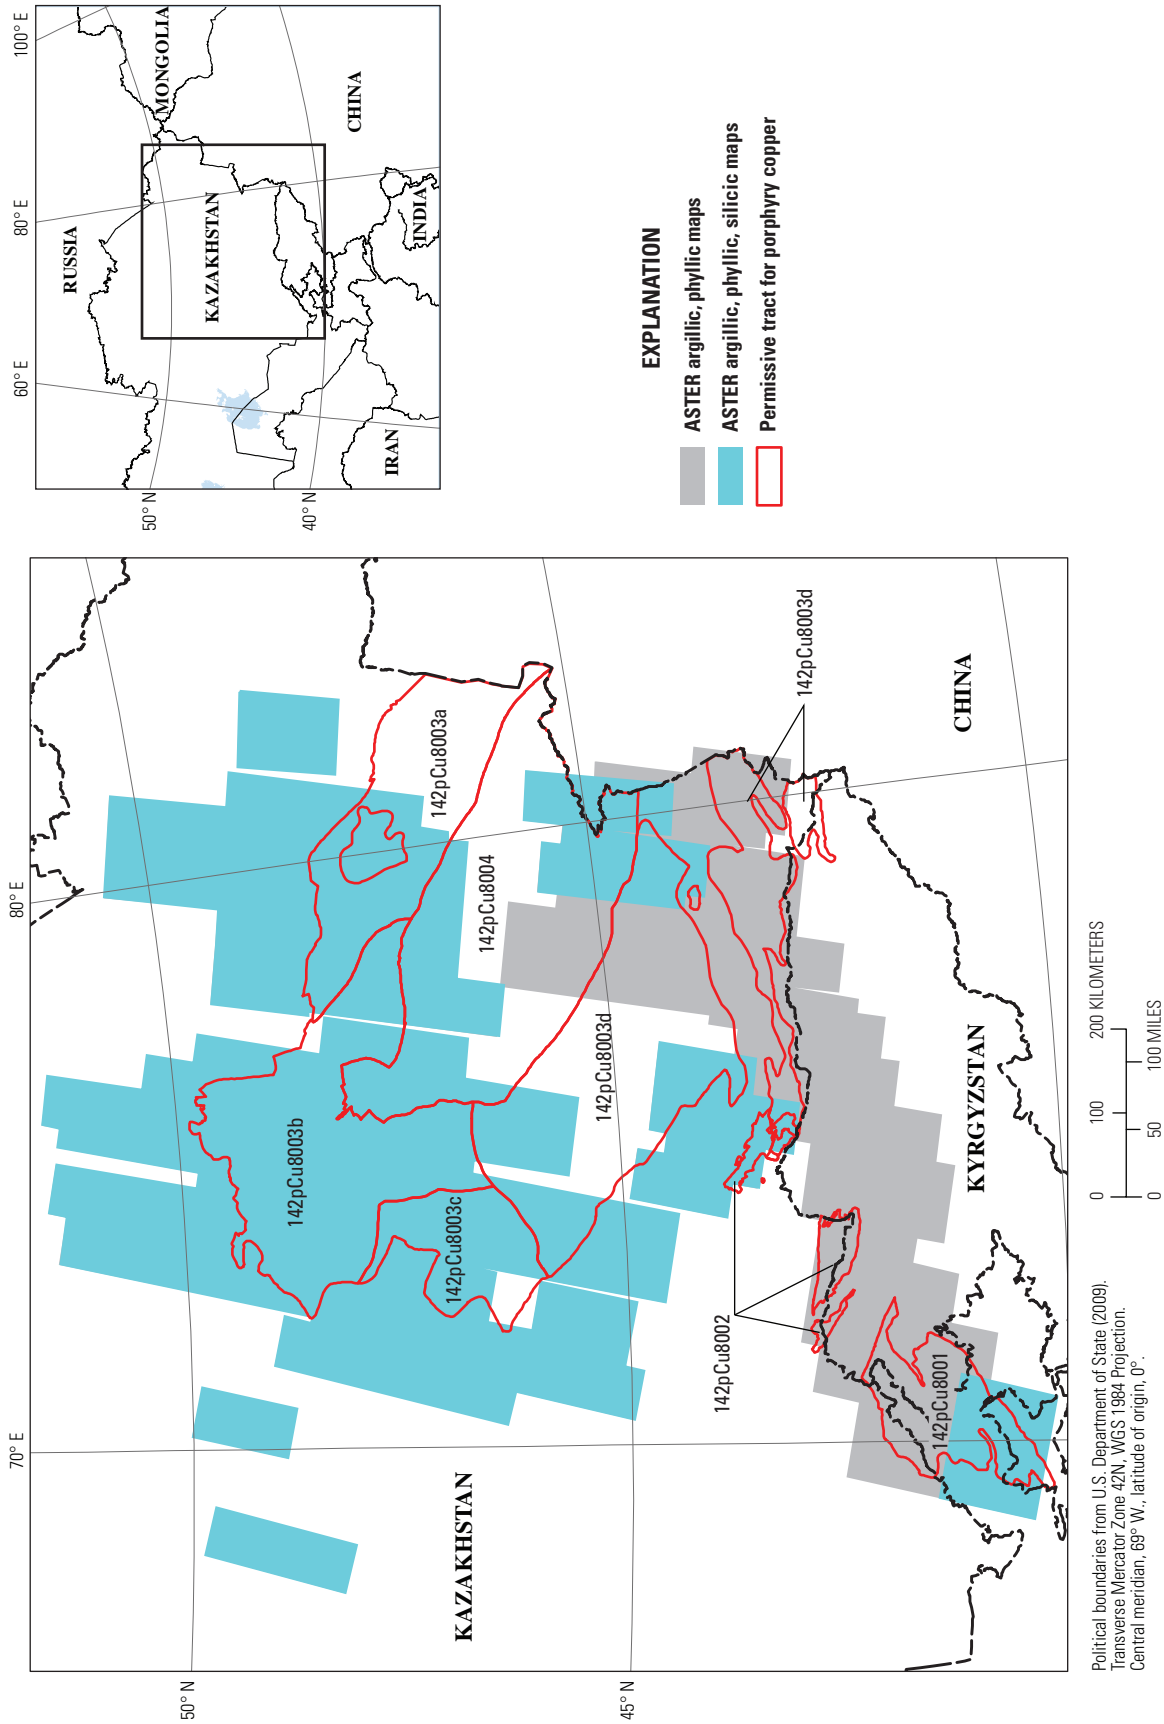 70° E
80° E
50° N
45° N
KAZAKHSTAN
142pCu8003b
142pCu8003c
142pCu8003a
142pCu8004
142pCu8003d
142pCu8003d
142pCu8002
142pCu8001
KYRGYZSTAN
CHINA
0 100 200 KILOMETERS
0 50 100 MILES
Political boundaries from U.S. Department of State (2009).
Transverse Mercator Zone 42N, WGS 1984 Projection.
Central meridian, 69° W., latitude of origin, 0°.
60° E
80° E
100° E
50° N
40° N
RUSSIA
MONGOLIA
KAZAKHSTAN
CHINA
IRAN
INDIA
EXPLANATION
ASTER argillic, phyllic maps
ASTER argillic, phyllic, silicic maps
Permissive tract for porphyry copper